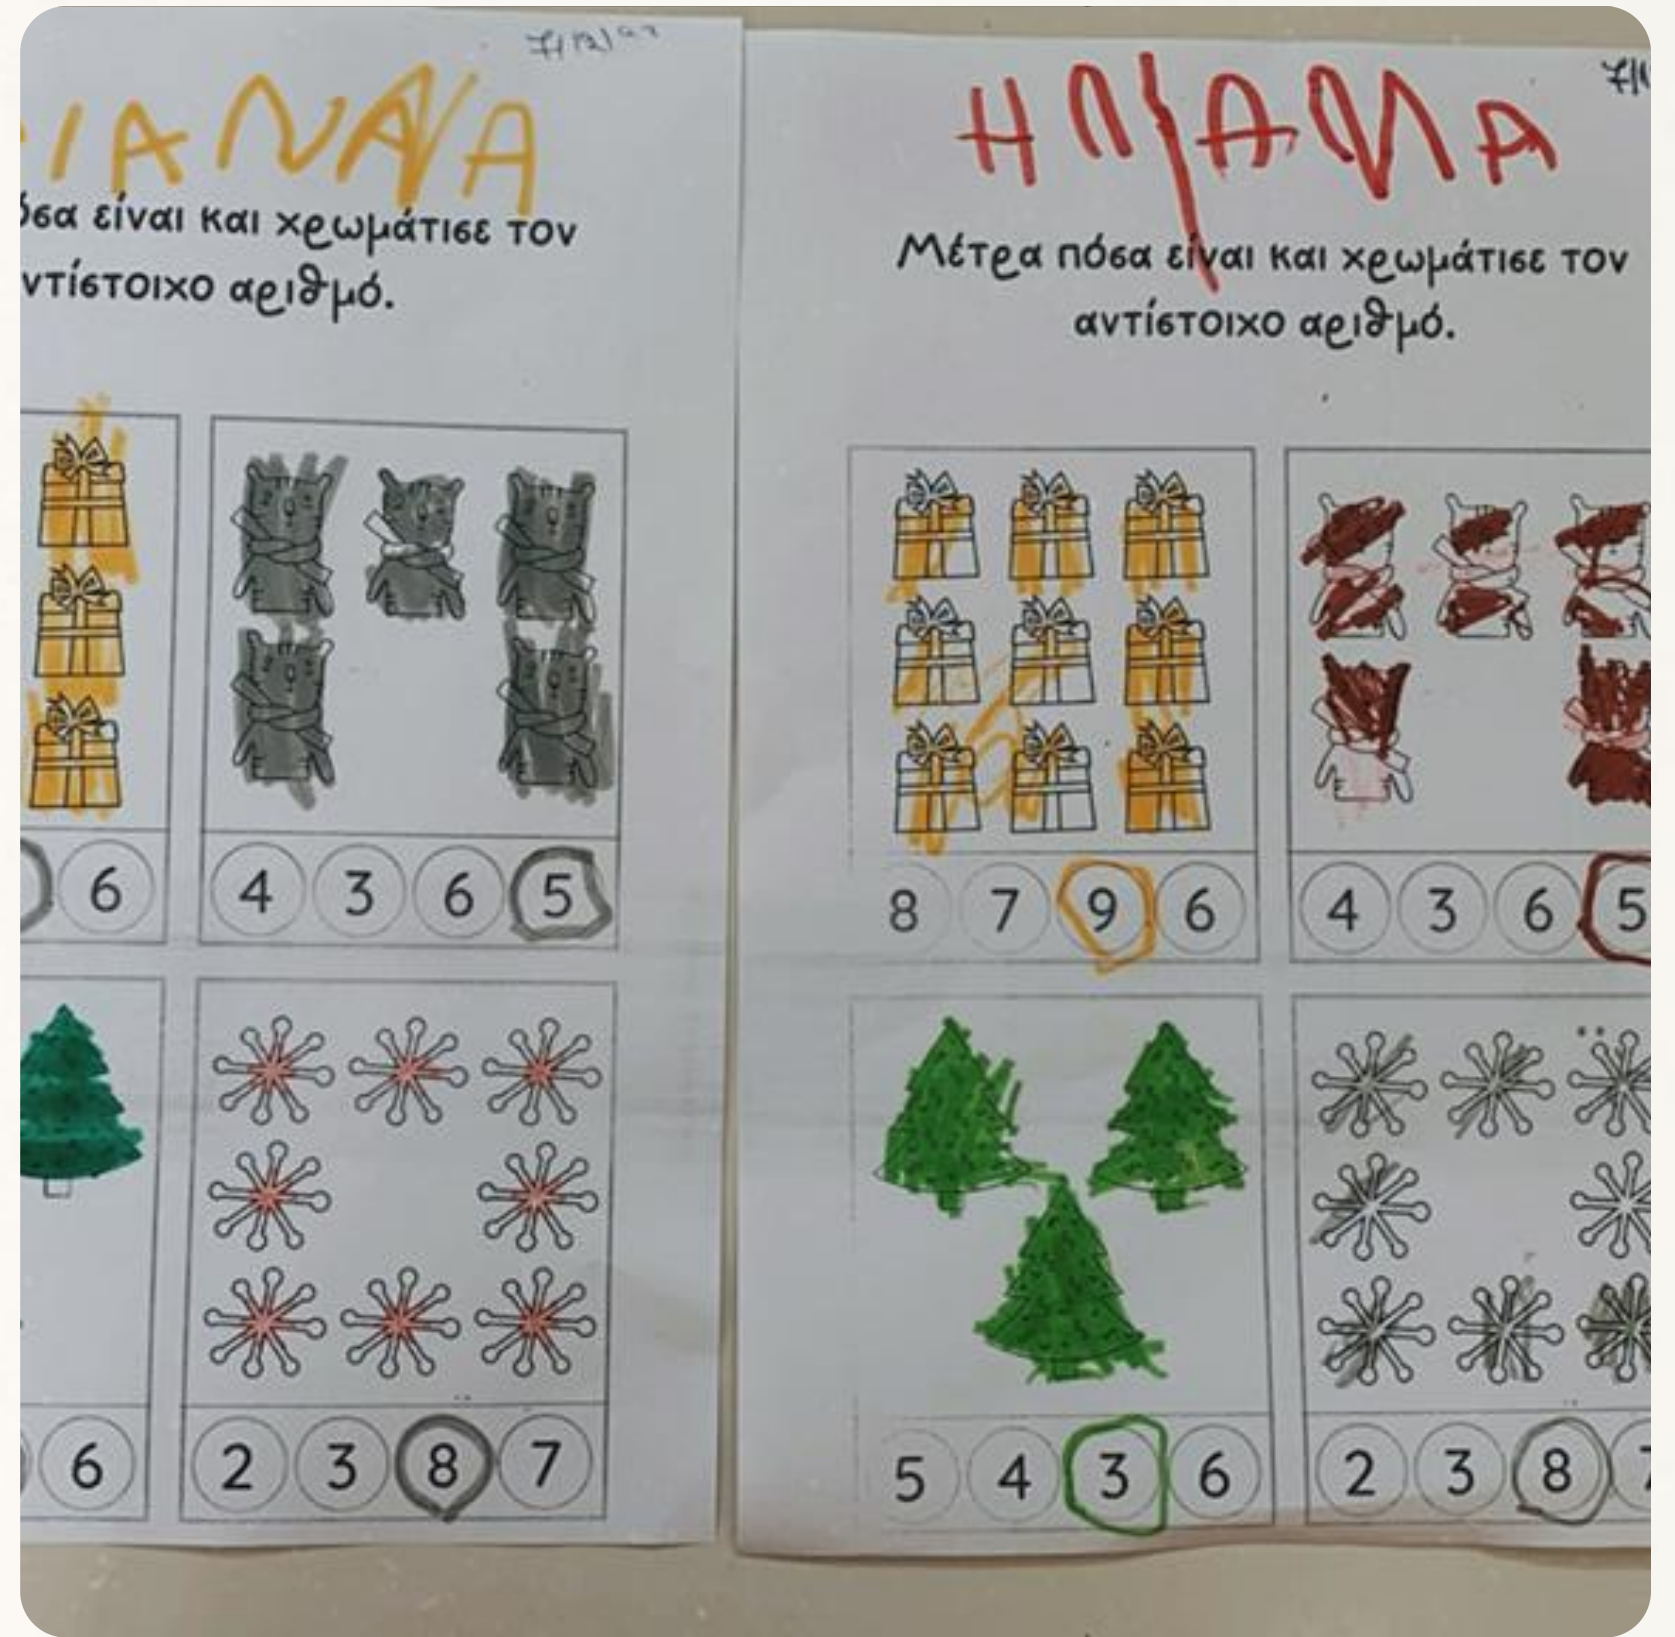 ΙΑΝΝΑ
όσα είναι και χρωμάτισε τον
ντίστοιχο αριθμό.
6
4 3 6 5
6
2 3 8 7
ΗΛΙΑΝΑ
Μέτρα πόσα είναι και χρωμάτισε τον
αντίστοιχο αριθμό.
8 7 9 6
4 3 6 5
5 4 3 6
2 3 8 7